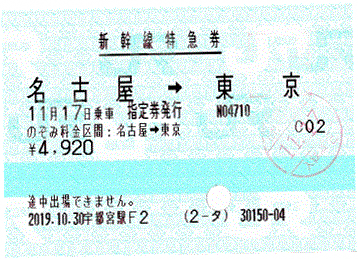 新幹線特急券
名古屋 → 東京
11月17日乗車 指定券発行 N04710
のぞみ料金区間:名古屋→東京 C02
¥4,920
途中出場できません。
2019.10.30宇都宮駅F2 (2-タ) 30150-04